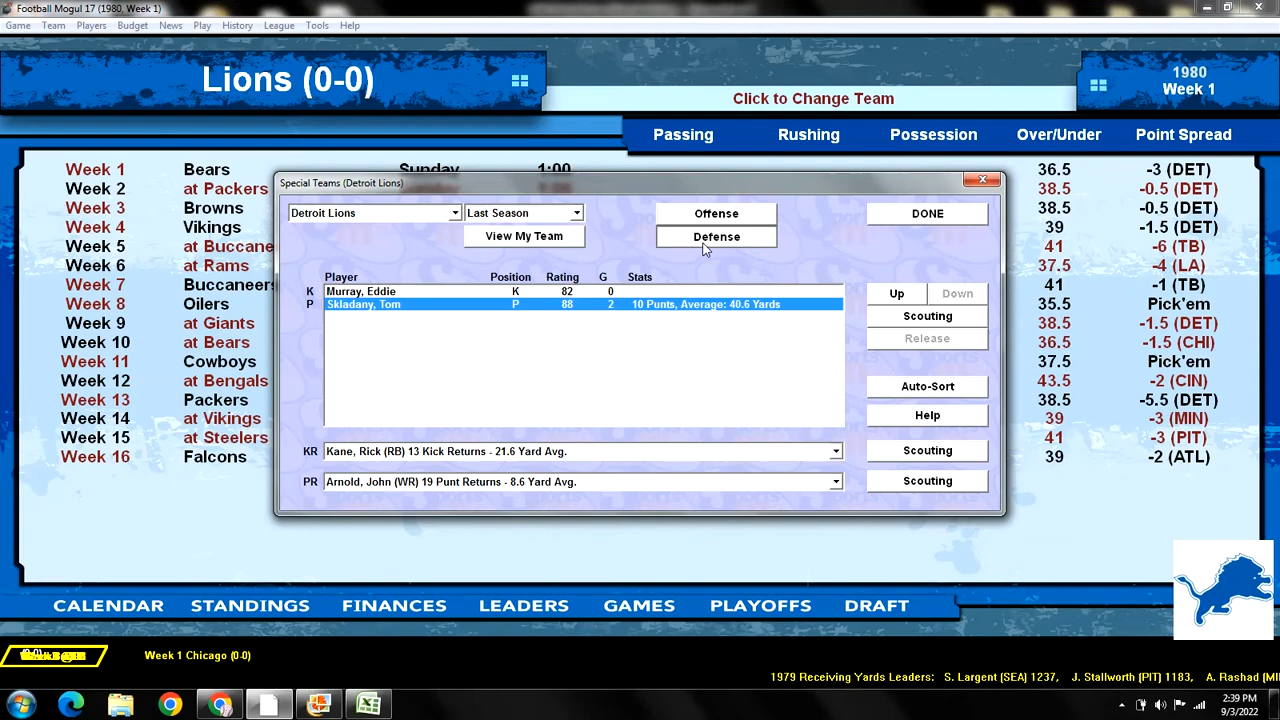 Football Mogul 17 (1980, Week 1)
Game Team Players Budget News Play History League Tools Help
Lions (0-0)
1980
Week 1
Click to Change Team
Passing Rushing Possession Over/Under Point Spread
Week 1 Bears Sunday 1:00 36.5 -3 (DET)
Week 2 at Packers 38.5 -0.5 (DET)
Week 3 Browns 38.5 -0.5 (DET)
Week 4 Vikings 39 -1.5 (DET)
Week 5 at Buccane 41 -6 (TB)
Week 6 at Rams 37.5 -4 (LA)
Week 7 Buccaneers 41 -1 (TB)
Week 8 Oilers 35.5 Pick'em
Week 9 at Giants 38.5 -1.5 (DET)
Week 10 at Bears 36.5 -1.5 (CHI)
Week 11 Cowboys 37.5 Pick'em
Week 12 at Bengals 43.5 -2 (CIN)
Week 13 Packers 38.5 -5.5 (DET)
Week 14 at Vikings 39 -3 (MIN)
Week 15 at Steelers 41 -3 (PIT)
Week 16 Falcons 39 -2 (ATL)
Special Teams (Detroit Lions)
Detroit Lions Last Season Offense DONE
View My Team Defense
Player Position Rating G Stats
K Murray, Eddie K 82 0
P Skladany, Tom P 88 2 10 Punts, Average: 40.6 Yards
Up Down
Scouting
Release
Auto-Sort
Help
KR Kane, Rick (RB) 13 Kick Returns - 21.6 Yard Avg. Scouting
PR Arnold, John (WR) 19 Punt Returns - 8.6 Yard Avg. Scouting
CALENDAR STANDINGS FINANCES LEADERS GAMES PLAYOFFS DRAFT
Week 1 Chicago (0-0)
1979 Receiving Yards Leaders: S. Largent (SEA) 1237, J. Stallworth (PIT) 1183, A. Rashad (MI
2:39 PM
9/3/2022